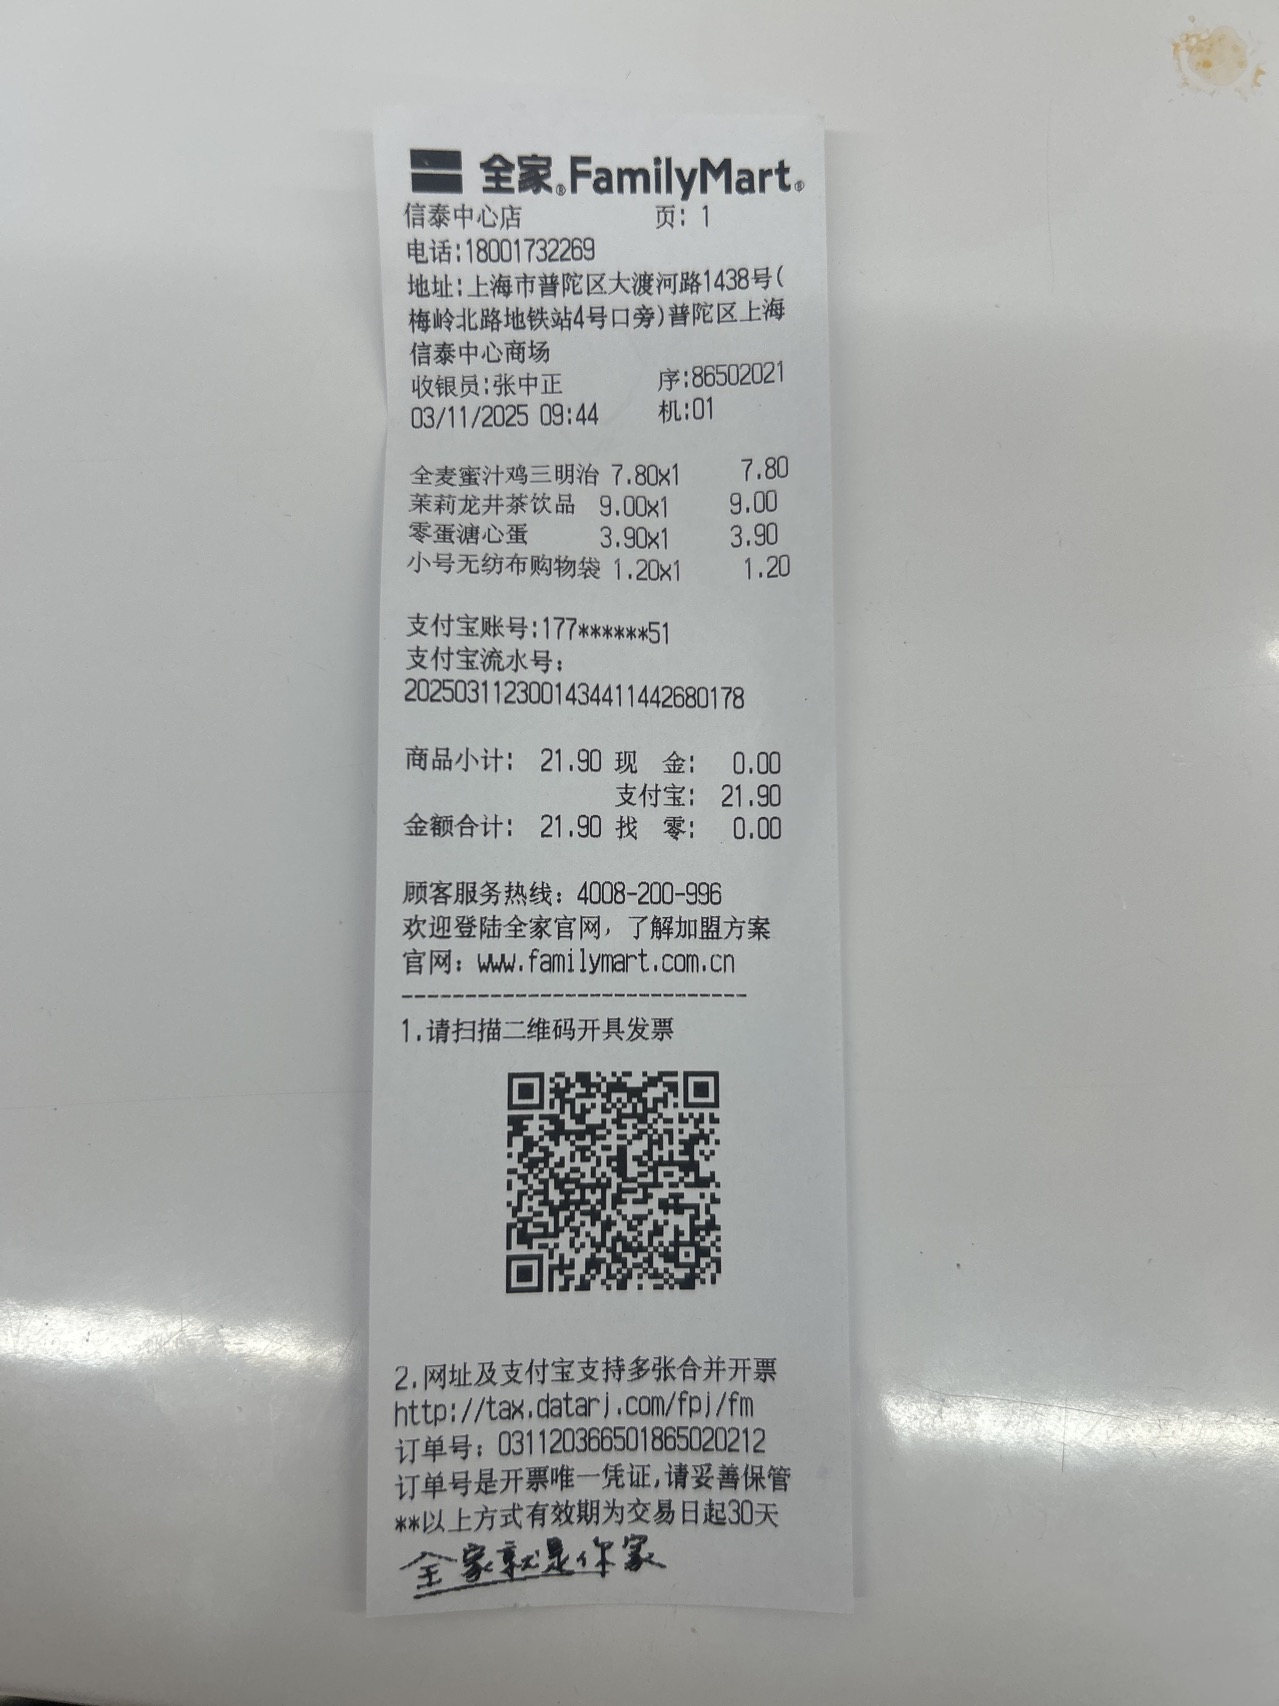 全家®FamilyMart®
信泰中心店 页: 1
电话:18001732269
地址:上海市普陀区大渡河路1438号(
梅岭北路地铁站4号口旁)普陀区上海
信泰中心商场
收银员:张中正 序:86502021
03/11/2025 09:44 机:01
全麦蜜汁鸡三明治 7.80x1 7.80
茉莉龙井茶饮品 9.00x1 9.00
零蛋溏心蛋 3.90x1 3.90
小号无纺布购物袋 1.20x1 1.20
支付宝账号:177******51
支付宝流水号:
2025031123001434411442680178
商品小计: 21.90 现 金: 0.00
支付宝: 21.90
金额合计: 21.90 找 零: 0.00
顾客服务热线: 4008-200-996
欢迎登陆全家官网, 了解加盟方案
官网: www.familymart.com.cn
----------------------------
1.请扫描二维码开具发票
2.网址及支付宝支持多张合并开票
http://tax.datarj.com/fpj/fm
订单号: 031120366501865020212
订单号是开票唯一凭证,请妥善保管
**以上方式有效期为交易日起30天
全家就是你家